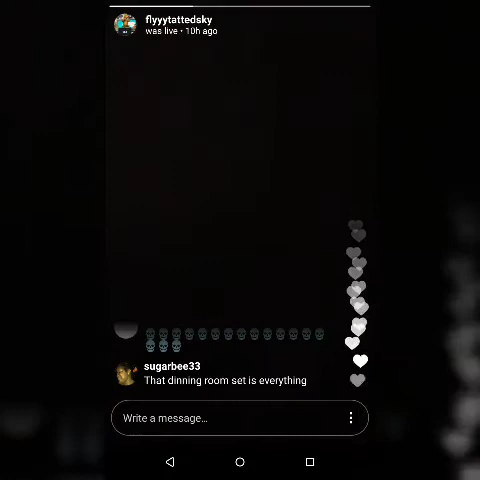 flyyytattedsky
was live • 10h ago
sugarbee33
That dinning room set is everything
Write a message...